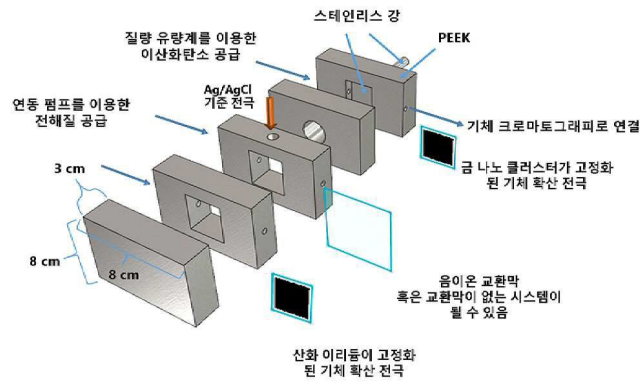 스테인리스 강
질량 유량계를 이용한
이산화탄소 공급
PEEK
Ag/AgCl
기준 전극
연동 펌프를 이용한
전해질 공급
기체 크로마토그래피로 연결
금 나노 클러스터가 고정화
된 기체 확산 전극
3 cm
8 cm
8 cm
음이온 교환막
혹은 교환막이 없는 시스템이
될 수 있음
산화 이리듐이 고정화
된 기체 확산 전극